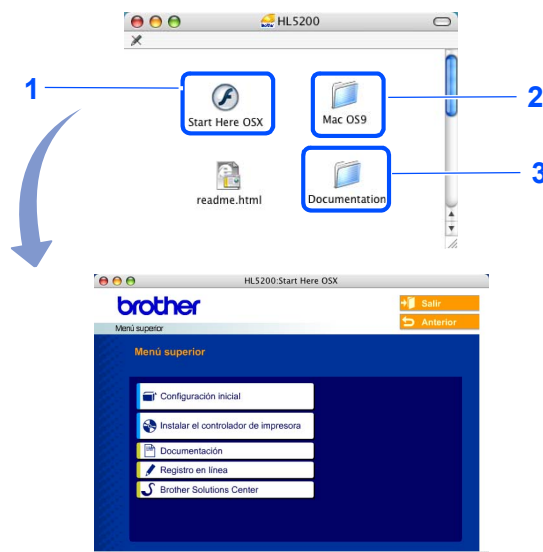 HL5200
1
2
Start Here OSX
Mac OS9
3
readme.html
Documentation
HL5200:Start Here OSX
brother
Salir
Menú superior
Anterior
Menú superior
Configuración inicial
Instalar el controlador de impresora
Documentación
Registro en línea
Brother Solutions Center